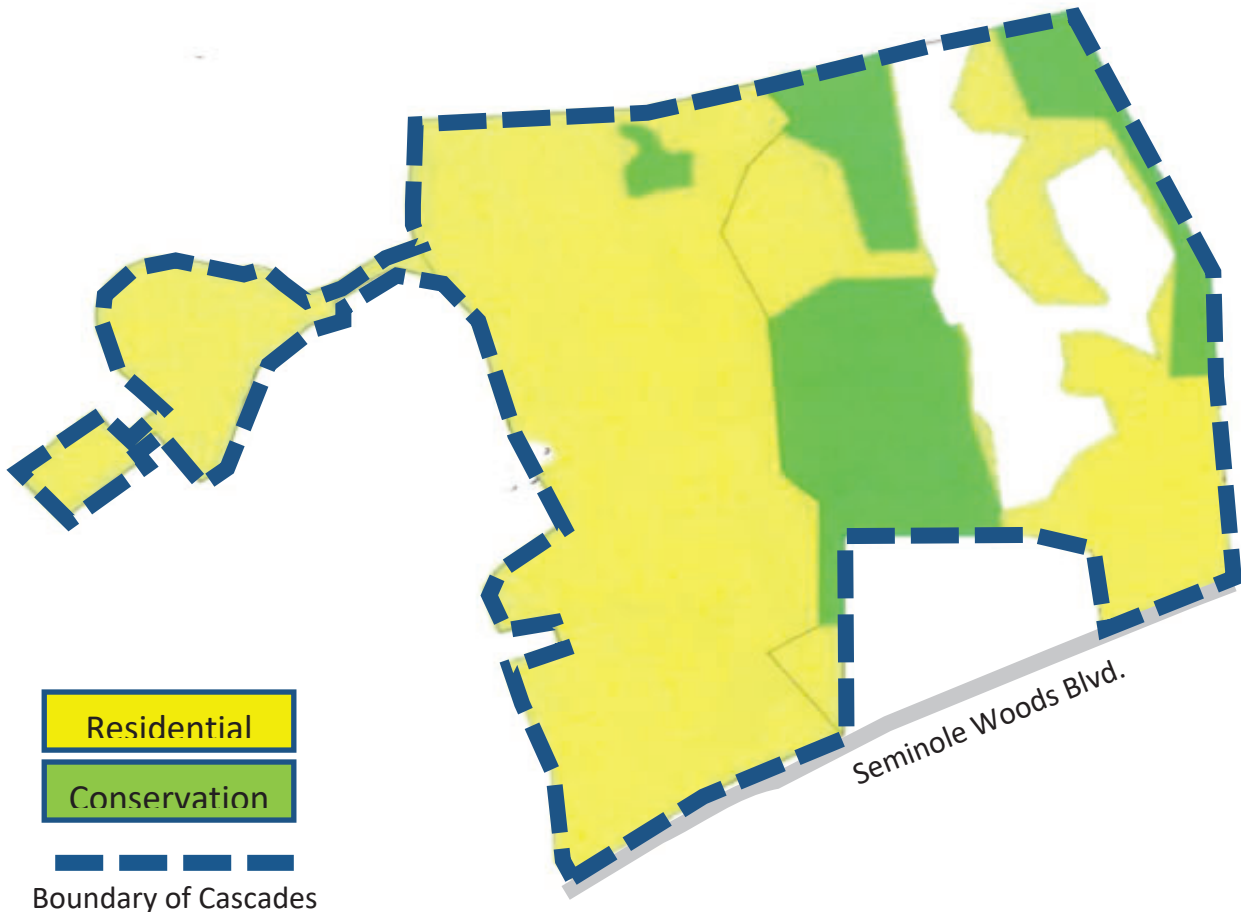 Seminole Woods Blvd.
Residential
Conservation
Boundary of Cascades